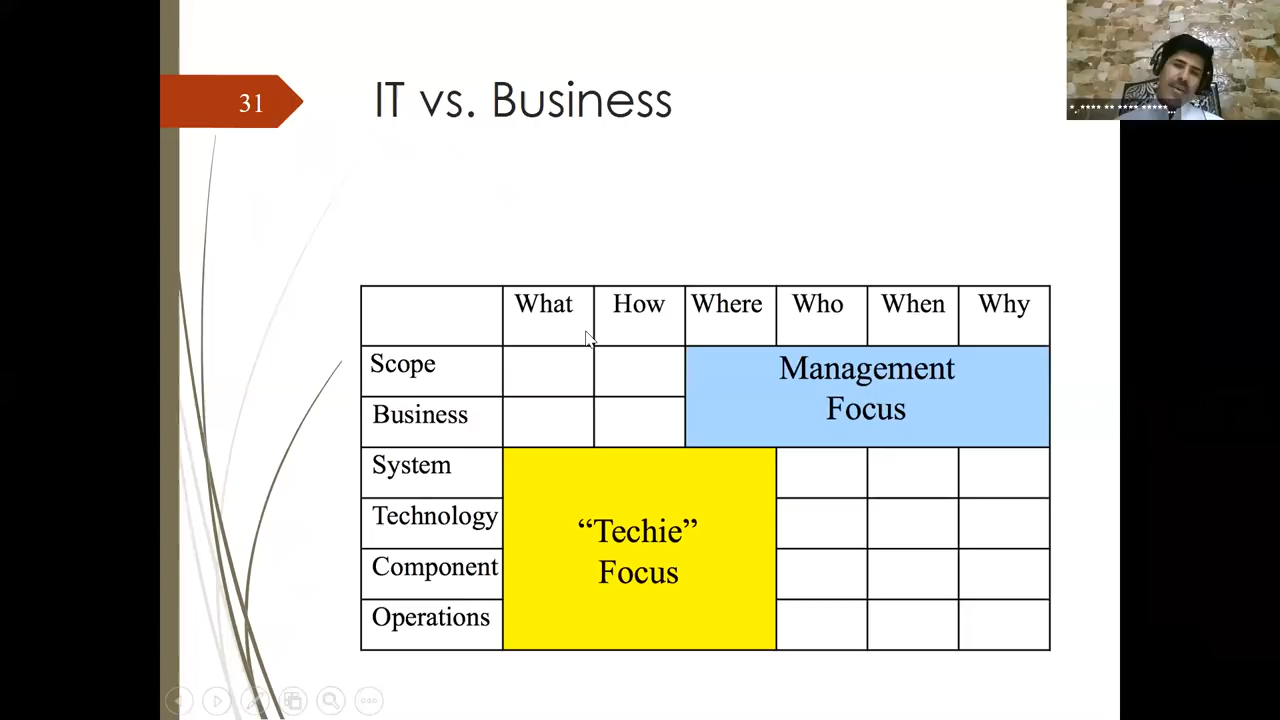 31
IT vs. Business
*, **** ** **** *****...
What How Where Who When Why
Scope
Business
System
Technology
Component
Operations
Management
Focus
“Techie”
Focus